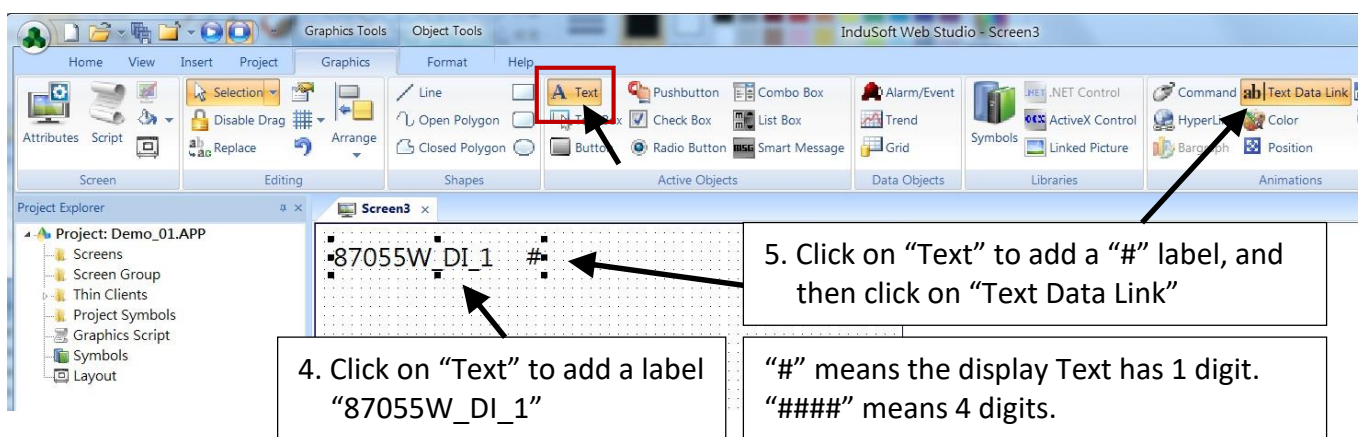 Graphics Tools Object Tools InduSoft Web Studio - Screen3
Home View Insert Project Graphics Format Help
Selection Line A Text Pushbutton Combo Box Alarm/Event .NET Control Command ab Text Data Link
Disable Drag Open Polygon Check Box List Box Trend ActiveX Control Color
Attributes Script Replace Arrange Closed Polygon Radio Button MSG Smart Message Grid Symbols Linked Picture Position
Screen Editing Shapes Active Objects Data Objects Libraries Animations
Project Explorer Screen3
Project: Demo_01.APP
Screens
Screen Group
Thin Clients
Project Symbols
Graphics Script
Symbols
Layout
87055W_DI_1 #
5. Click on “Text” to add a “#” label, and
then click on “Text Data Link”
4. Click on “Text” to add a label
“87055W_DI_1”
“#” means the display Text has 1 digit.
“####” means 4 digits.